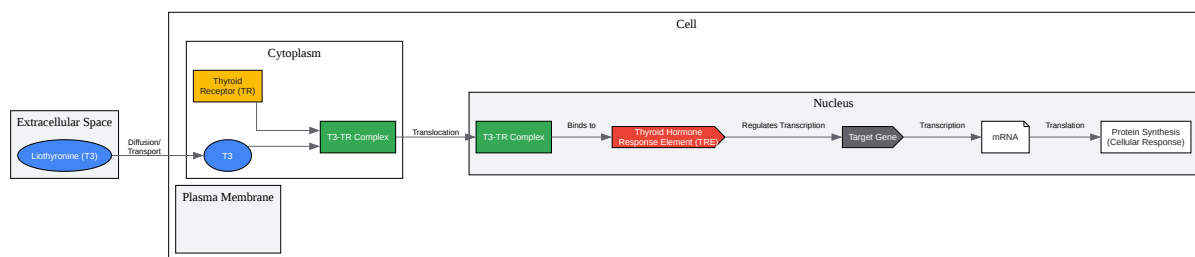 Cell
Cytoplasm
Thyroid
Receptor (TR)
Extracellular Space
Liothyronine (T3)
Diffusion/
Transport
T3
T3-TR Complex
Translocation
Plasma Membrane
Nucleus
T3-TR Complex
Binds to
Thyroid Hormone
Response Element (TRE)
Regulates Transcription
Target Gene
Transcription
mRNA
Translation
Protein Synthesis
(Cellular Response)